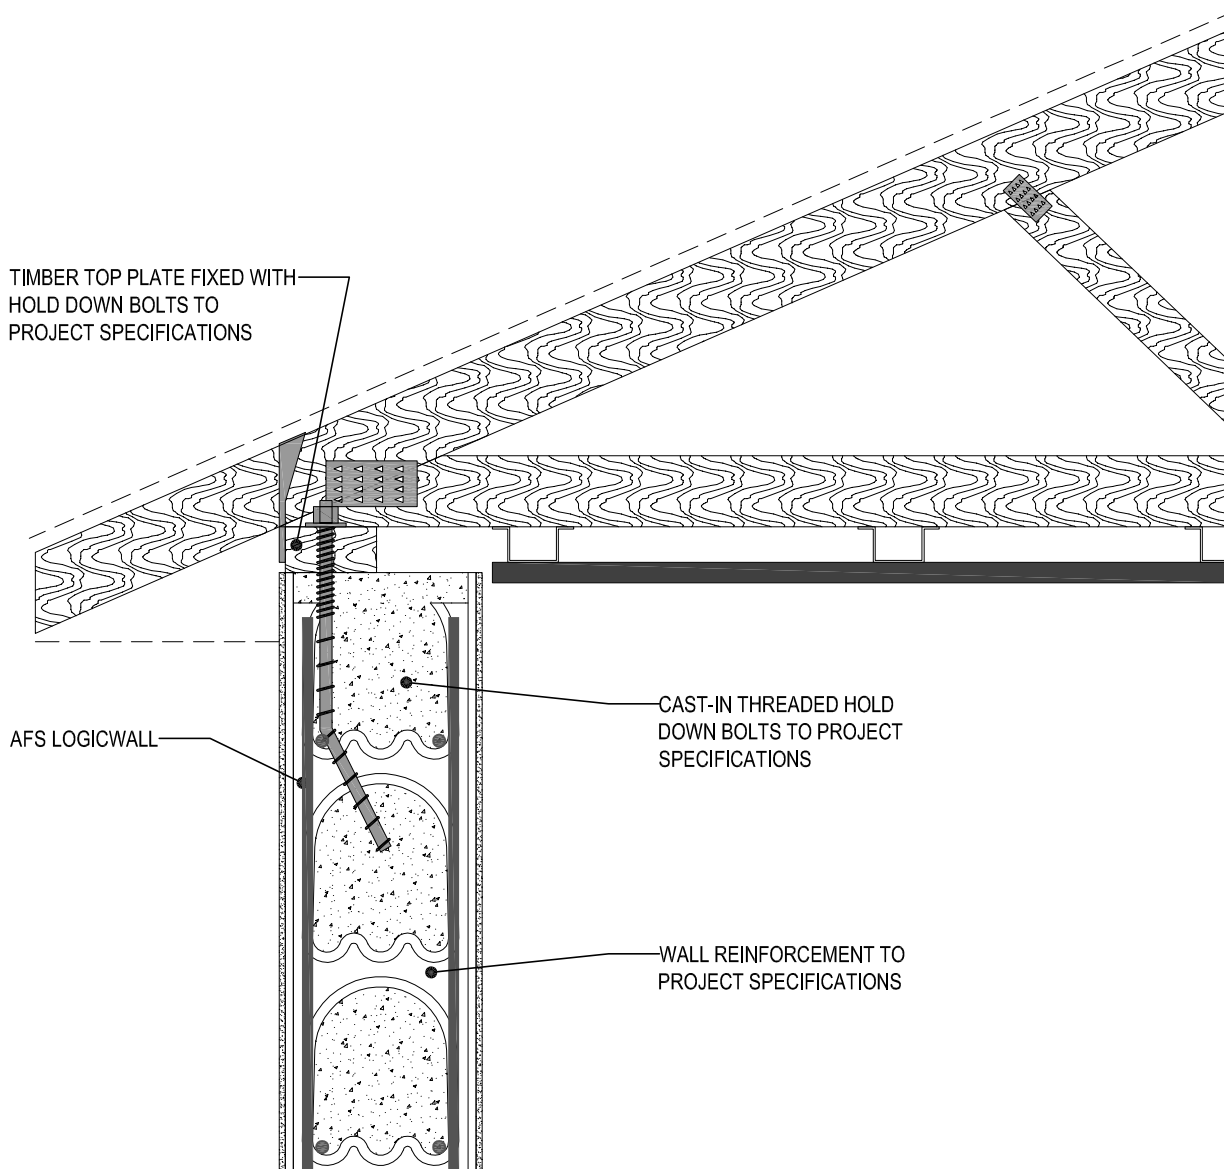 TIMBER TOP PLATE FIXED WITH
HOLD DOWN BOLTS TO
PROJECT SPECIFICATIONS
AFS LOGICWALL
CAST-IN THREADED HOLD
DOWN BOLTS TO PROJECT
SPECIFICATIONS
WALL REINFORCEMENT TO
PROJECT SPECIFICATIONS